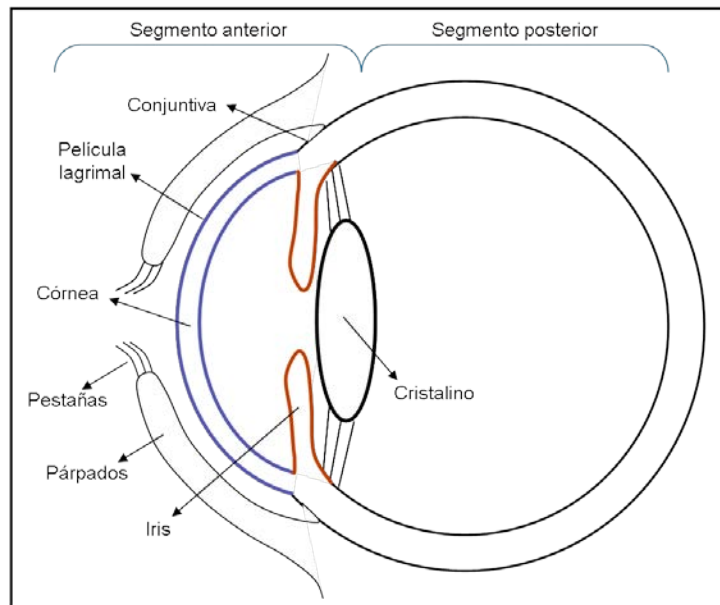 Segmento anterior
Segmento posterior
Conjuntiva
Película
lagrimal
Córnea
Pestañas
Cristalino
Párpados
Iris